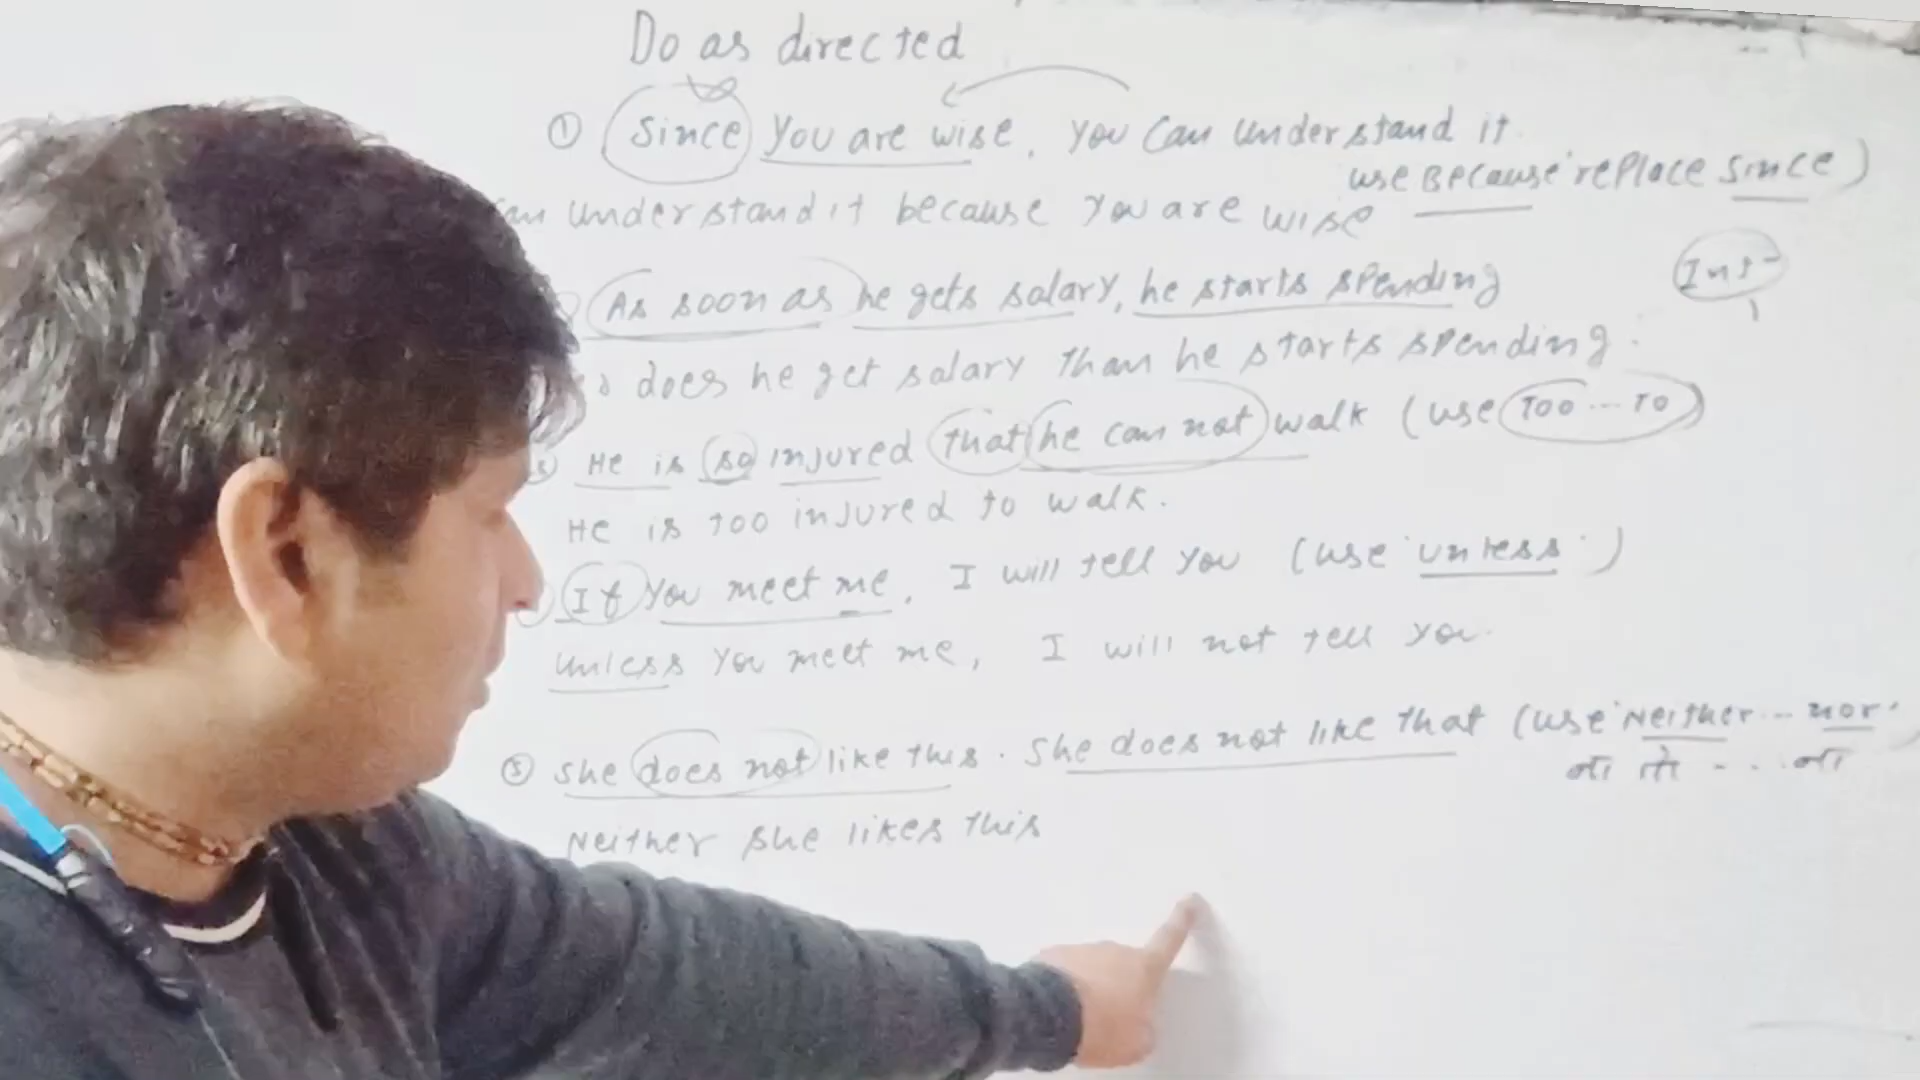 Do as directed
① Since you are wise, you can understand it
use Because' replace since)
can understand it because you are wise
As soon as he gets salary, he starts spending
does he get salary than he starts spending.
He is so injured that he can not walk (use Too...To)
He is too injured to walk.
If you meet me, I will tell you (use 'unless')
unless you meet me, I will not tell you.
⑤ she does not like this. She does not like that (use 'Neither... nor'
Neither she likes this